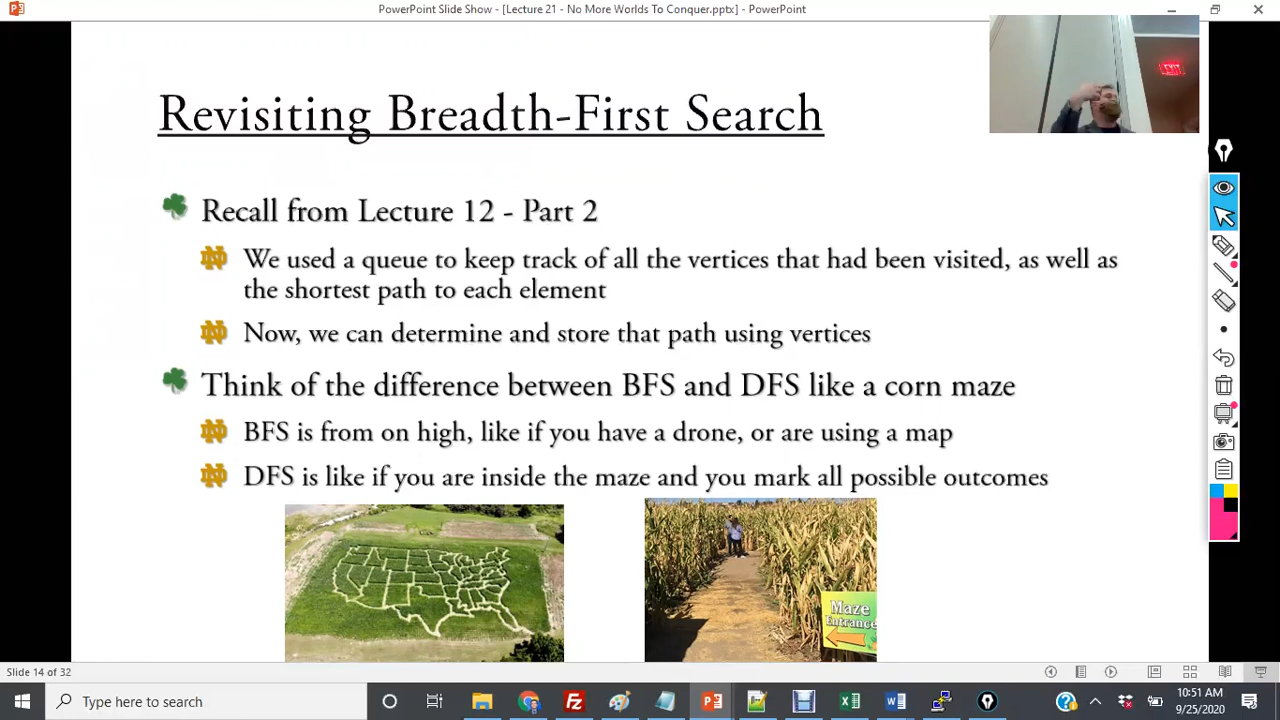 PowerPoint Slide Show - [Lecture 21 - No More Worlds To Conquer.pptx] - PowerPoint
EXIT
Revisiting Breadth-First Search
Recall from Lecture 12 - Part 2
We used a queue to keep track of all the vertices that had been visited, as well as
the shortest path to each element
Now, we can determine and store that path using vertices
Think of the difference between BFS and DFS like a corn maze
BFS is from on high, like if you have a drone, or are using a map
DFS is like if you are inside the maze and you mark all possible outcomes
Maze
Entrance
Slide 14 of 32
Type here to search
10:51 AM
9/25/2020